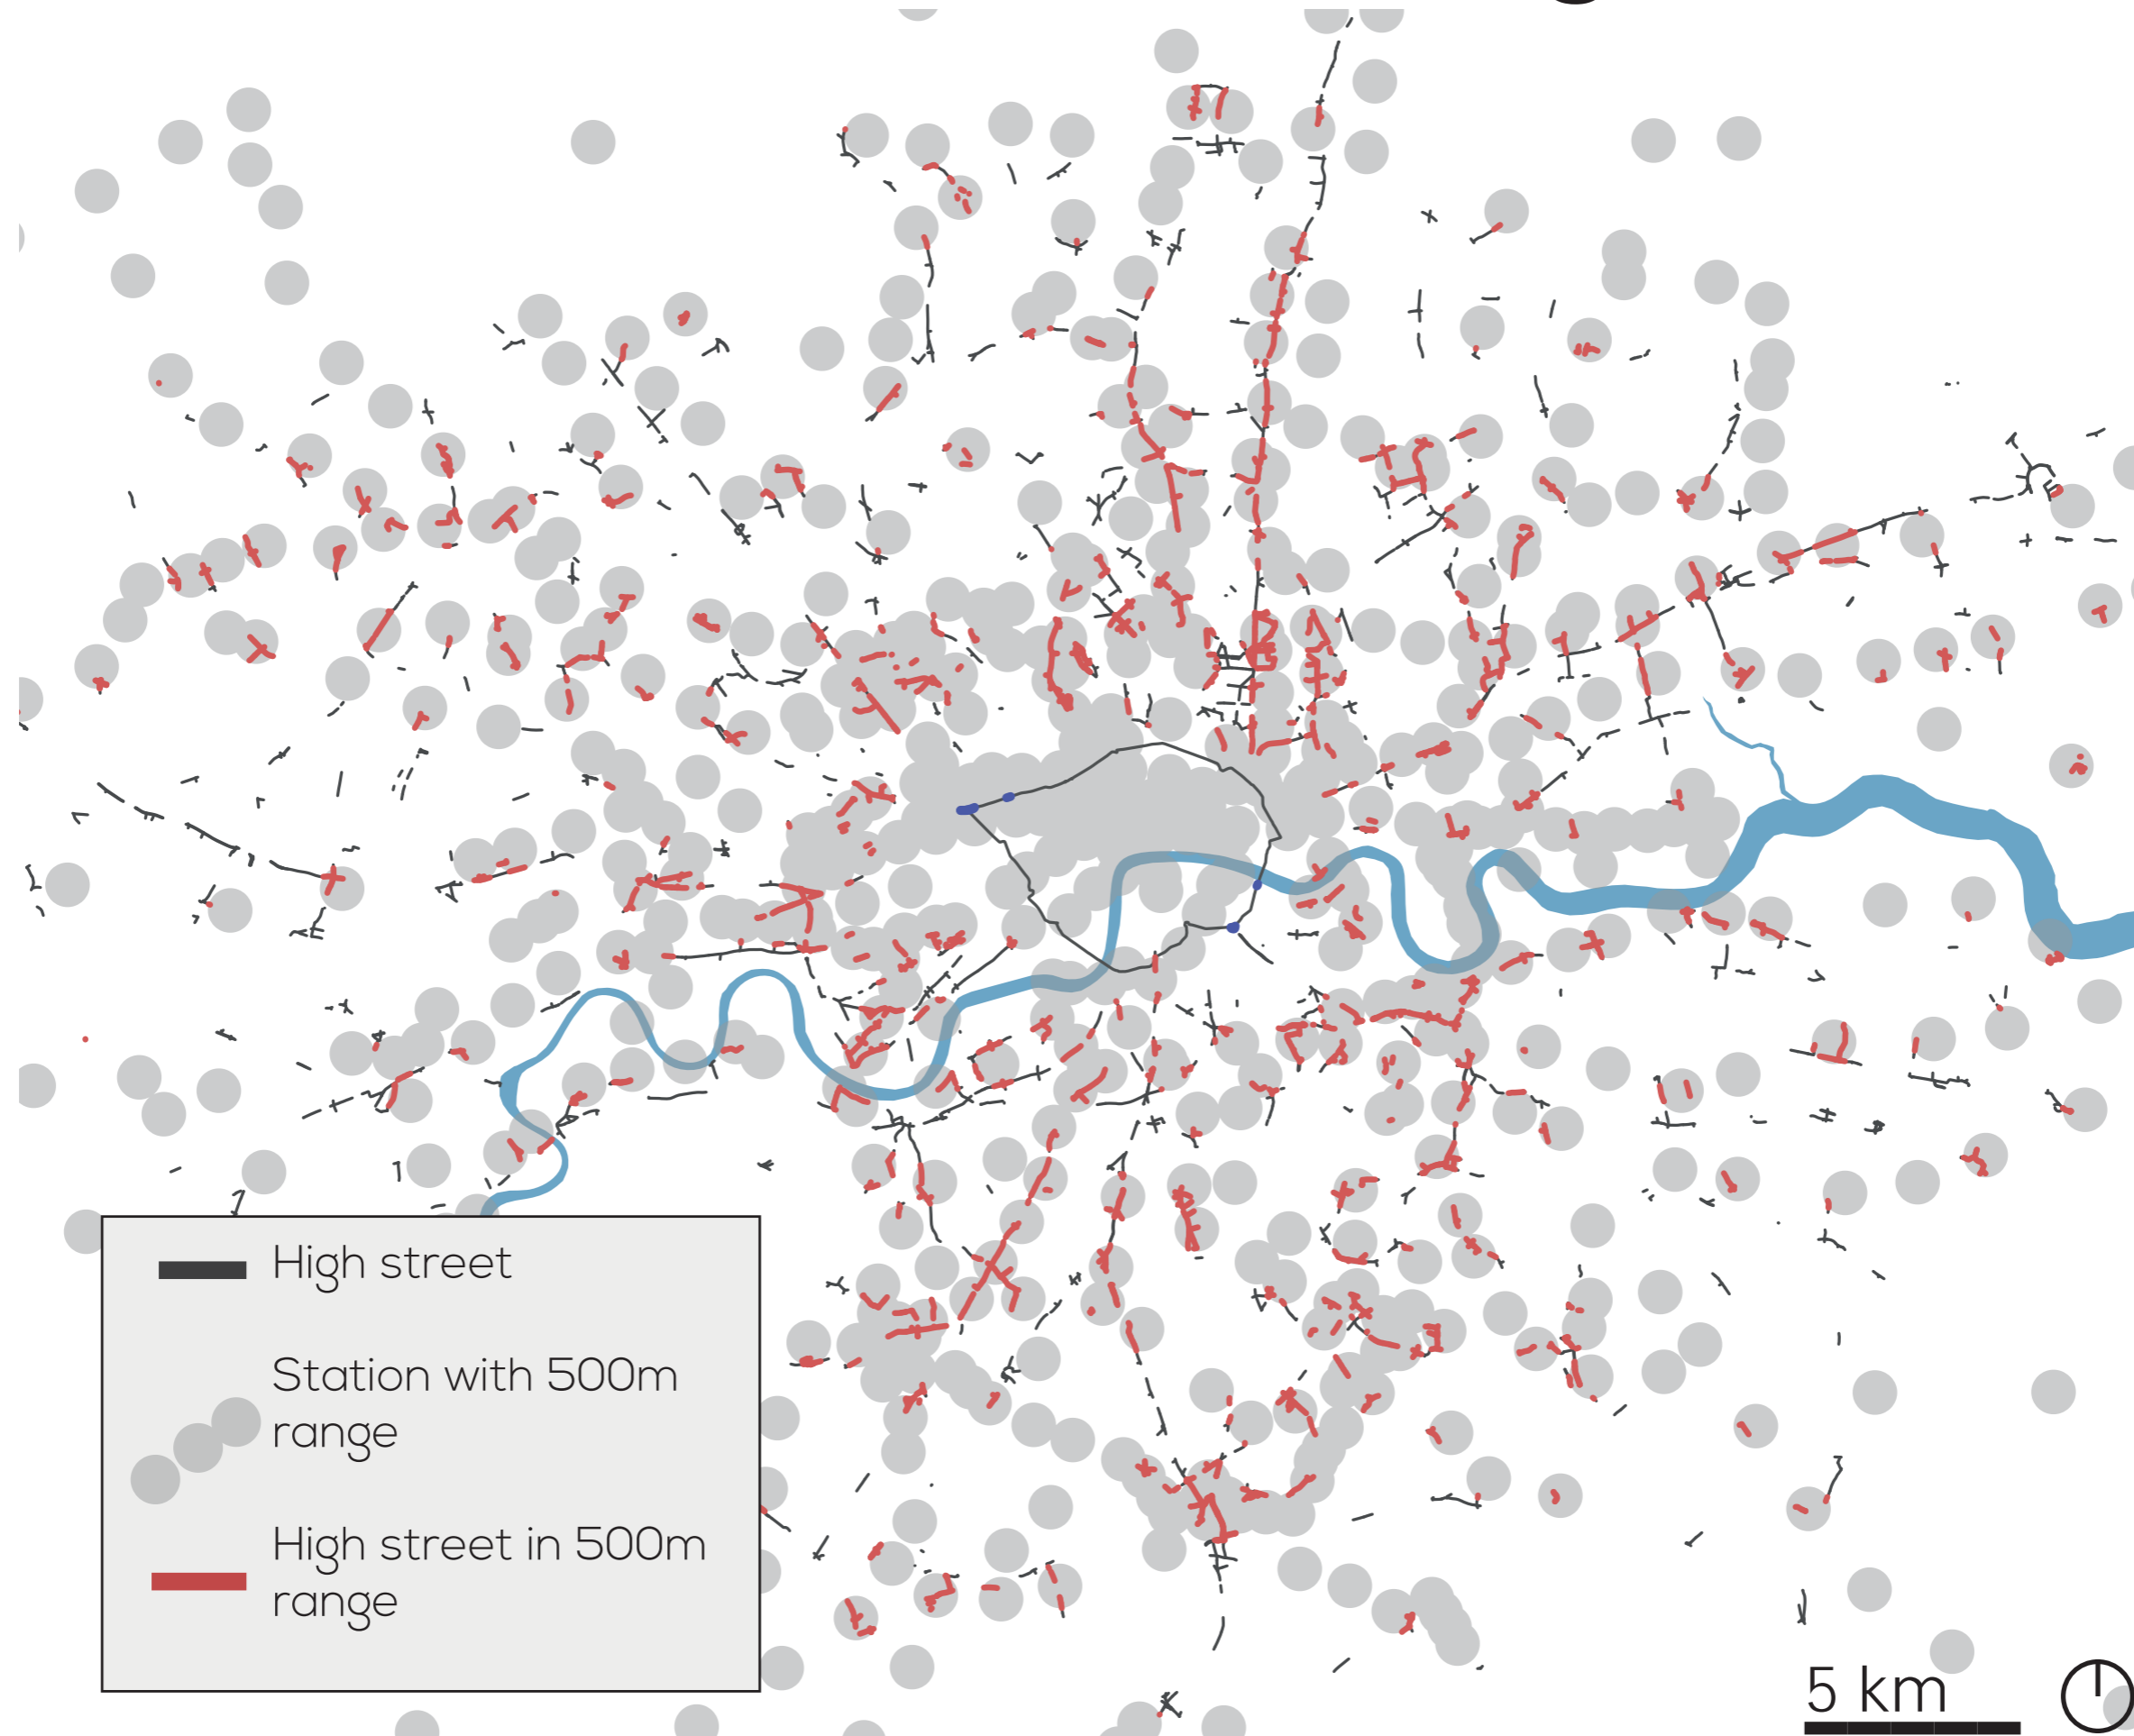 High street
Station with 500m
range
High street in 500m
range
5 km